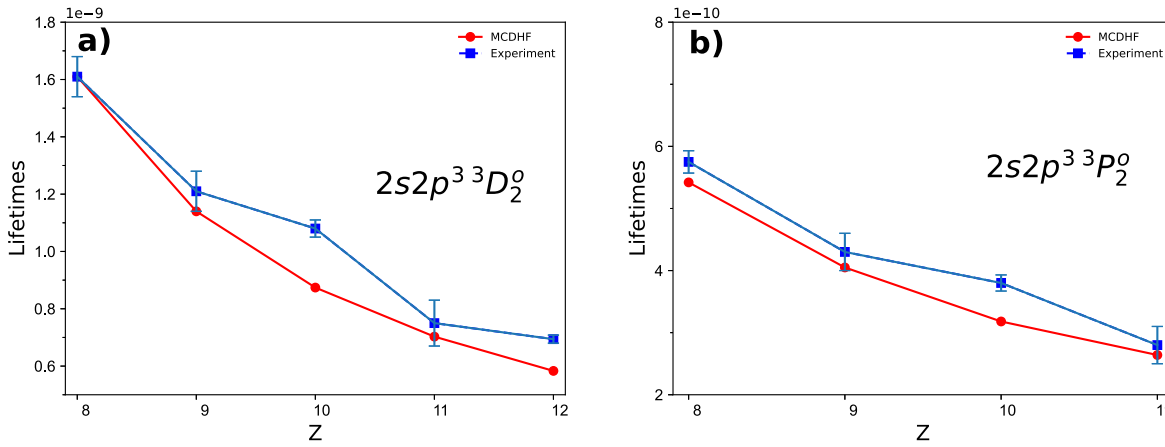 1e−9
a)
MCDHF
Experiment
2s2p³ ³D₂ᵒ
Lifetimes
1.8
1.6
1.4
1.2
1.0
0.8
0.6
8 9 10 11 12
Z
1e−10
b)
MCDHF
Experiment
2s2p³ ³P₂ᵒ
Lifetimes
8
6
4
2
8 9 10 1
Z